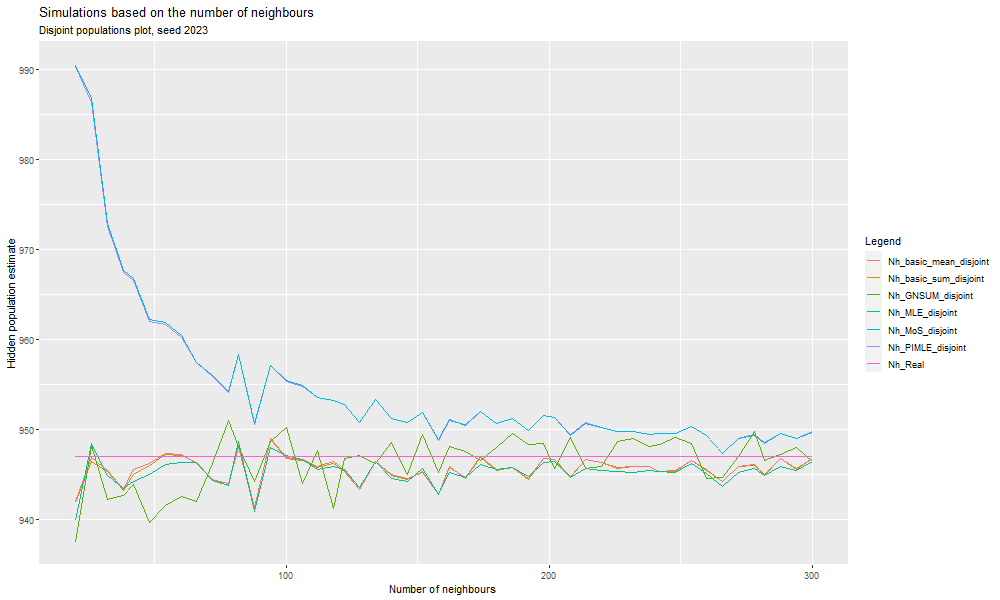 Simulations based on the number of neighbours
Disjoint populations plot, seed 2023
Hidden population estimate
990
980
970
960
950
940
100
200
300
Number of neighbours
Legend
Nh_basic_mean_disjoint
Nh_basic_sum_disjoint
Nh_GNSUM_disjoint
Nh_MLE_disjoint
Nh_MoS_disjoint
Nh_PIMLE_disjoint
Nh_Real